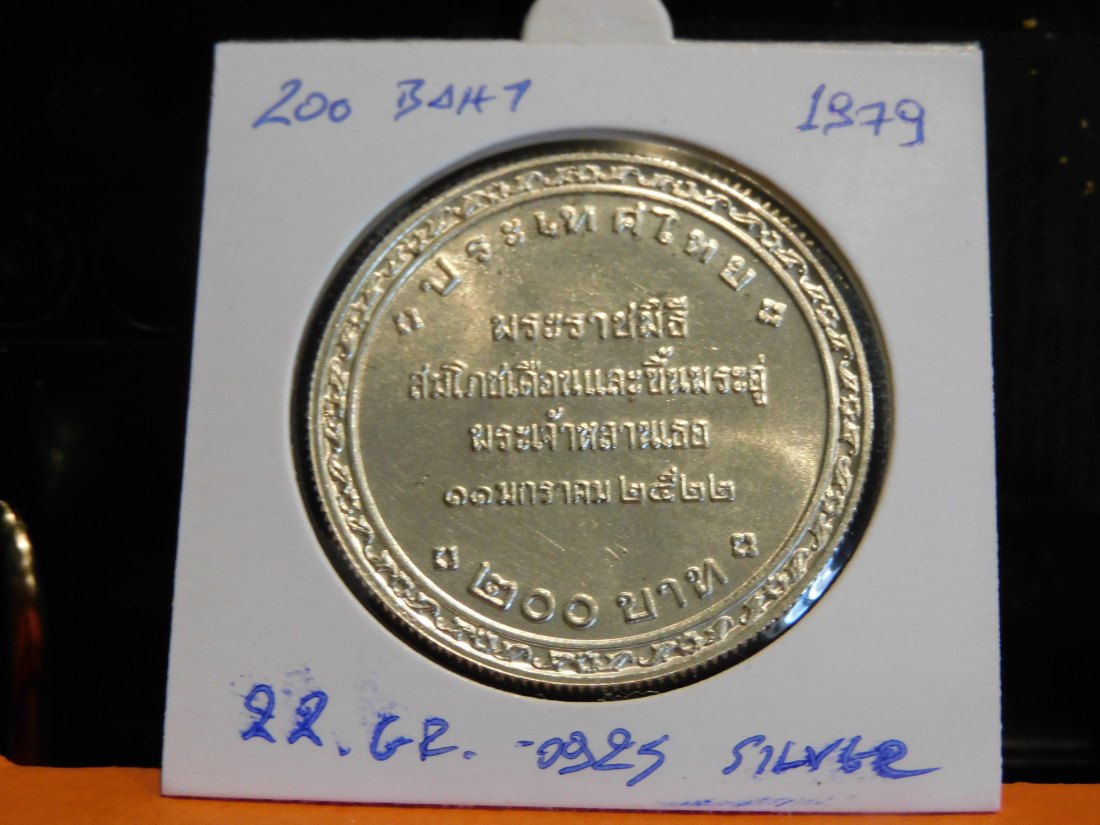 200 BAHT 1979
ประเทศไทย
พระราชพิธี
สมโภชเดือนและขึ้นพระอู่
พระเจ้าหลานเธอ
๑๑ มกราคม ๒๕๒๒
๒๐๐ บาท
22. GR. -0925 SILVER